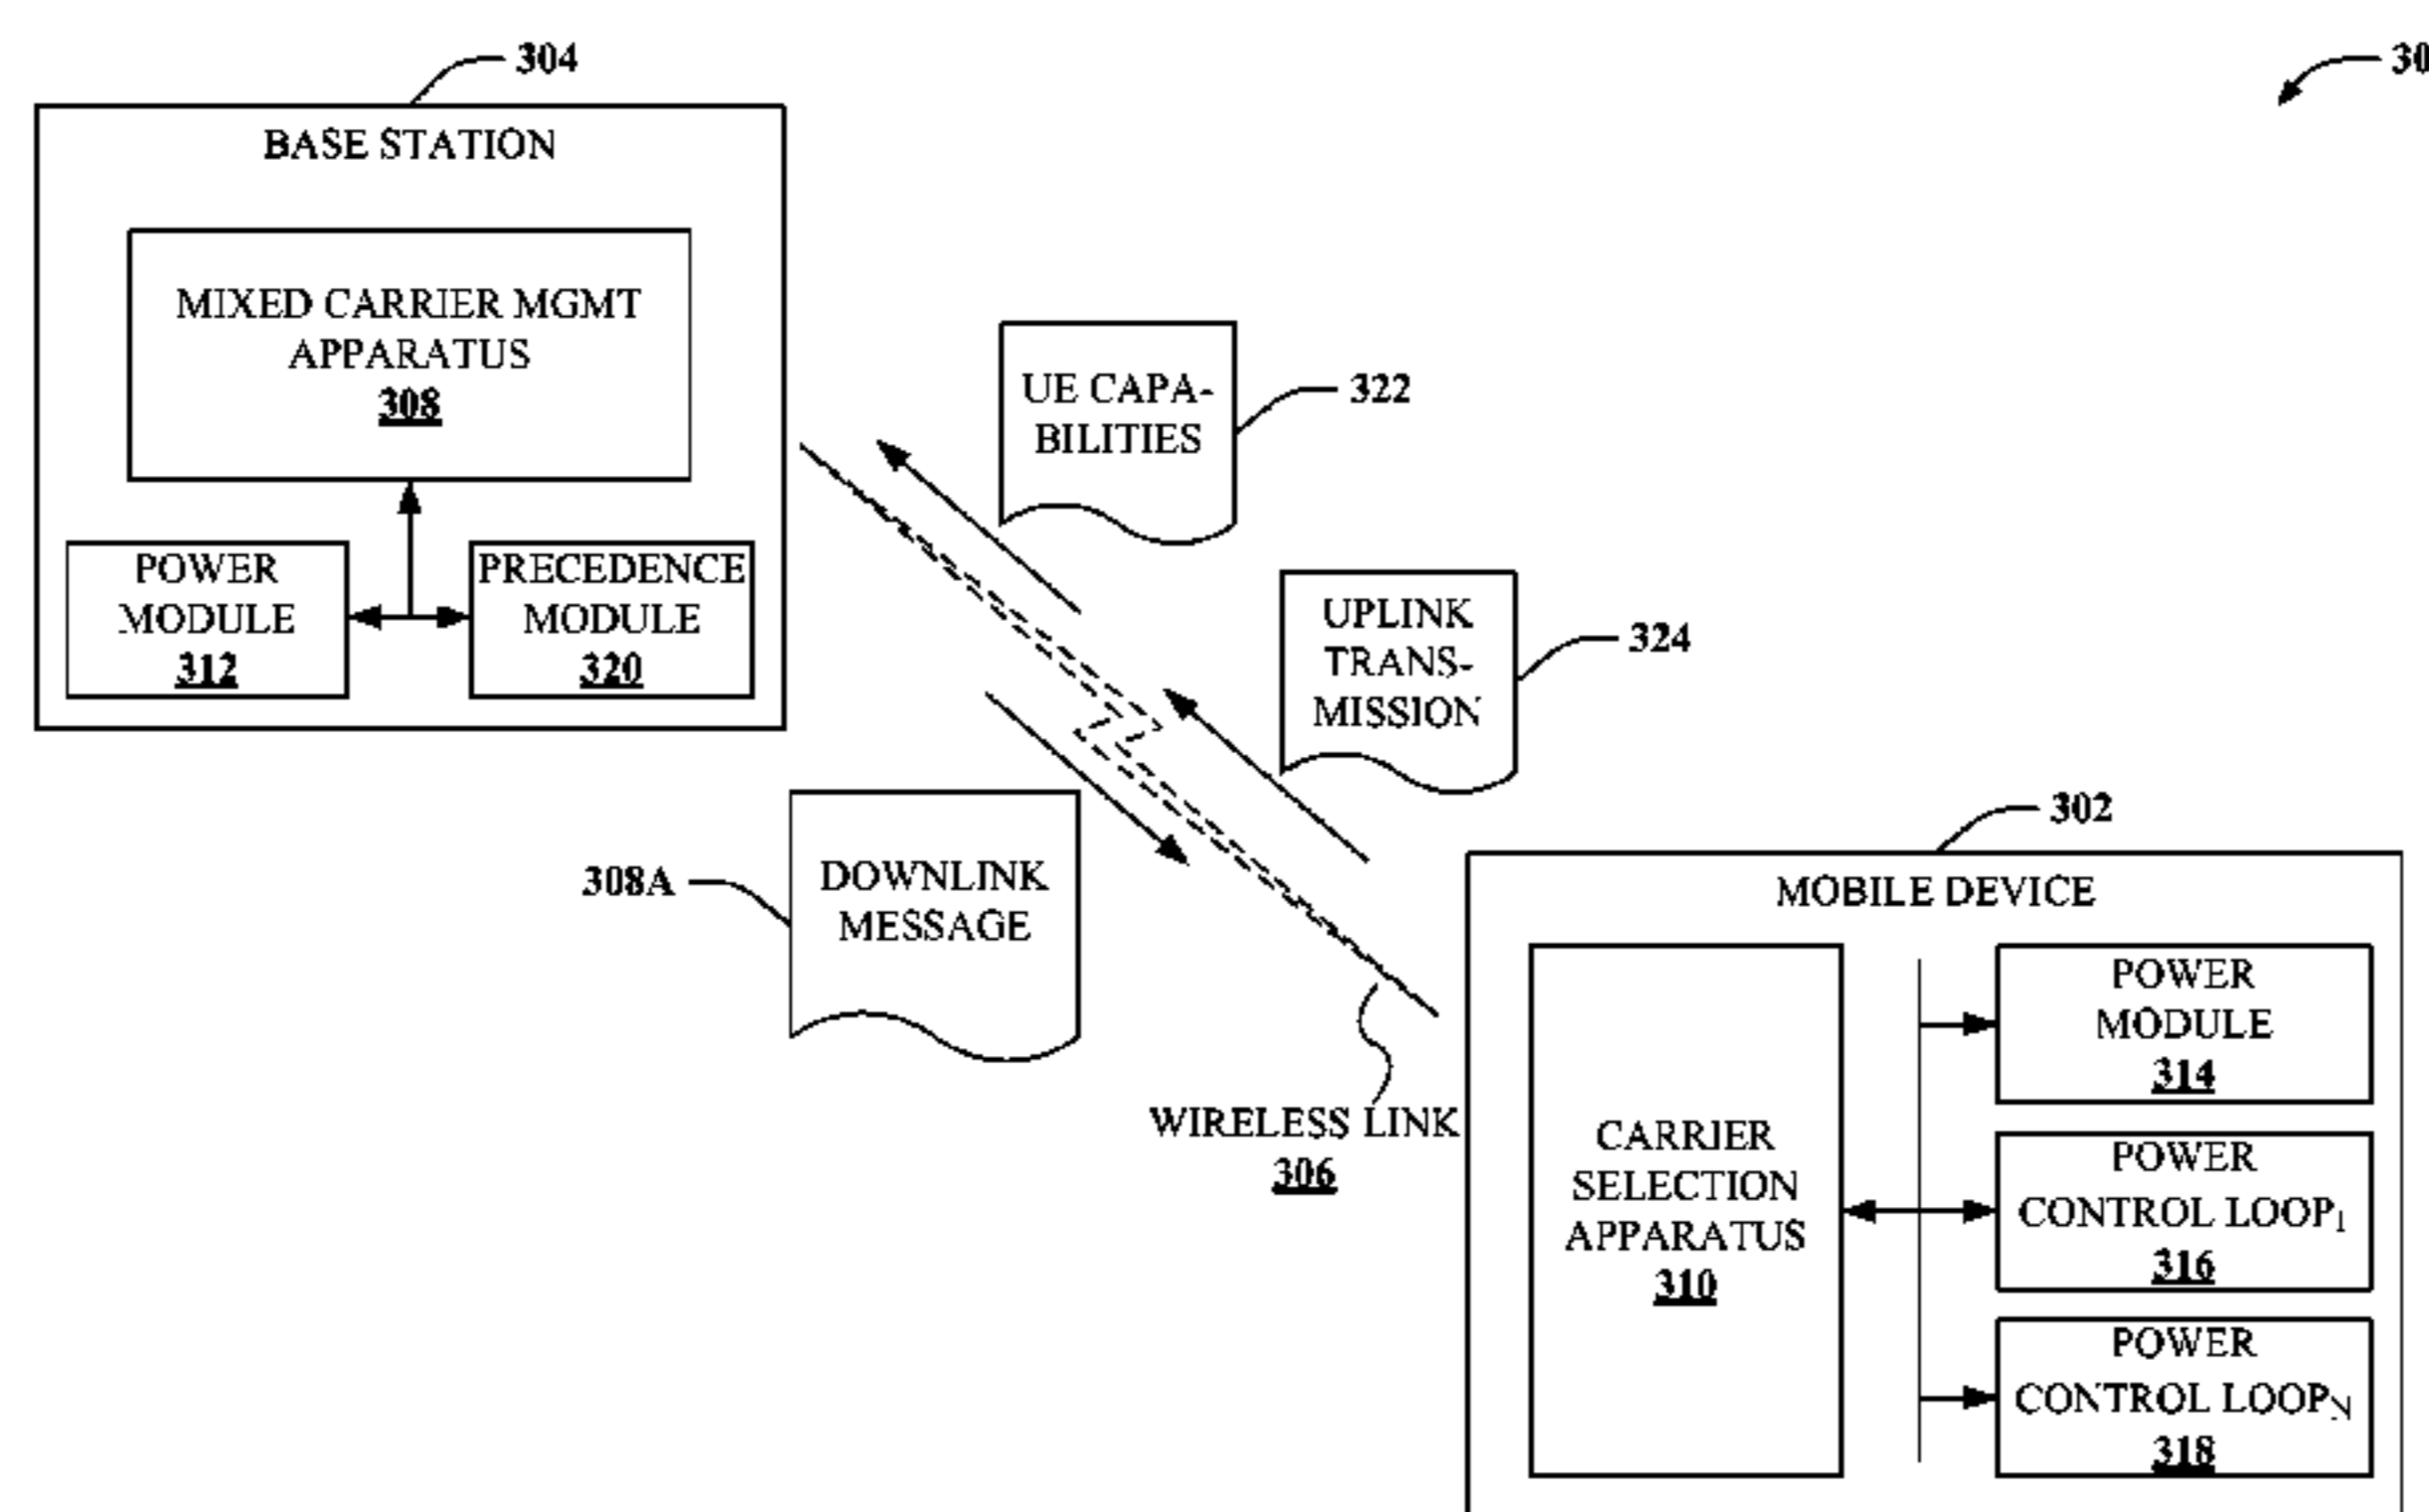 304
30
BASE STATION
MIXED CARRIER MGMT
APPARATUS
308
POWER
MODULE
312
PRECEDENCE
MODULE
320
UE CAPA-
BILITIES
322
UPLINK
TRANS-
MISSION
324
308A
DOWNLINK
MESSAGE
WIRELESS LINK
306
302
MOBILE DEVICE
CARRIER
SELECTION
APPARATUS
310
POWER
MODULE
314
POWER
CONTROL LOOP1
316
POWER
CONTROL LOOPN
318